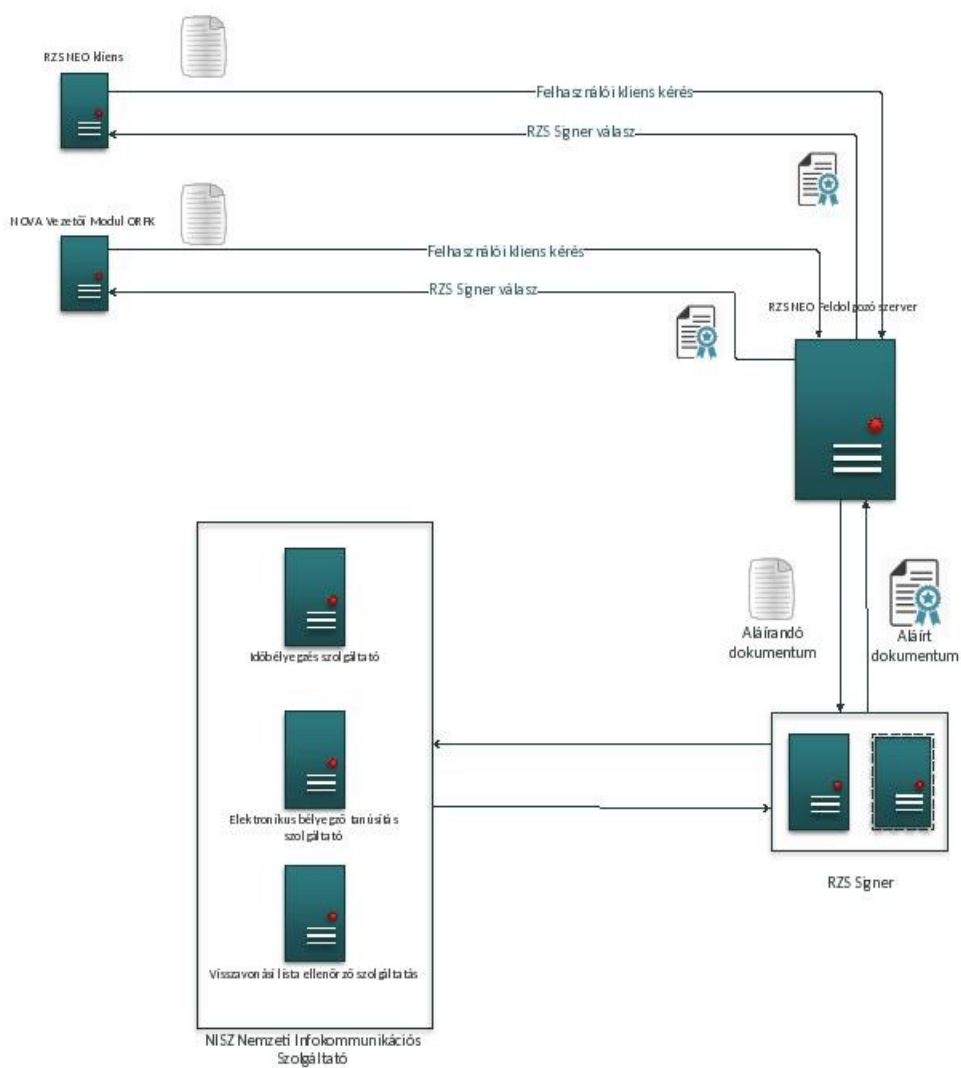 RZS NEO kliens
Felhasználói kliens kérés
RZS Signer válasz
NOVA Vezetői Modul ORFK
Felhasználói kliens kérés
RZS Signer válasz
RZS NEO Feldolgozó szerver
Aláírandó
dokumentum
Aláírt
dokumentum
Időbélyegzés szolgáltató
Elektronikus bélyegző tanúsítás
szolgáltató
Visszavonási lista ellenőrző szolgáltatás
RZS Signer
NISZ Nemzeti Infokommunikációs
Szolgáltató